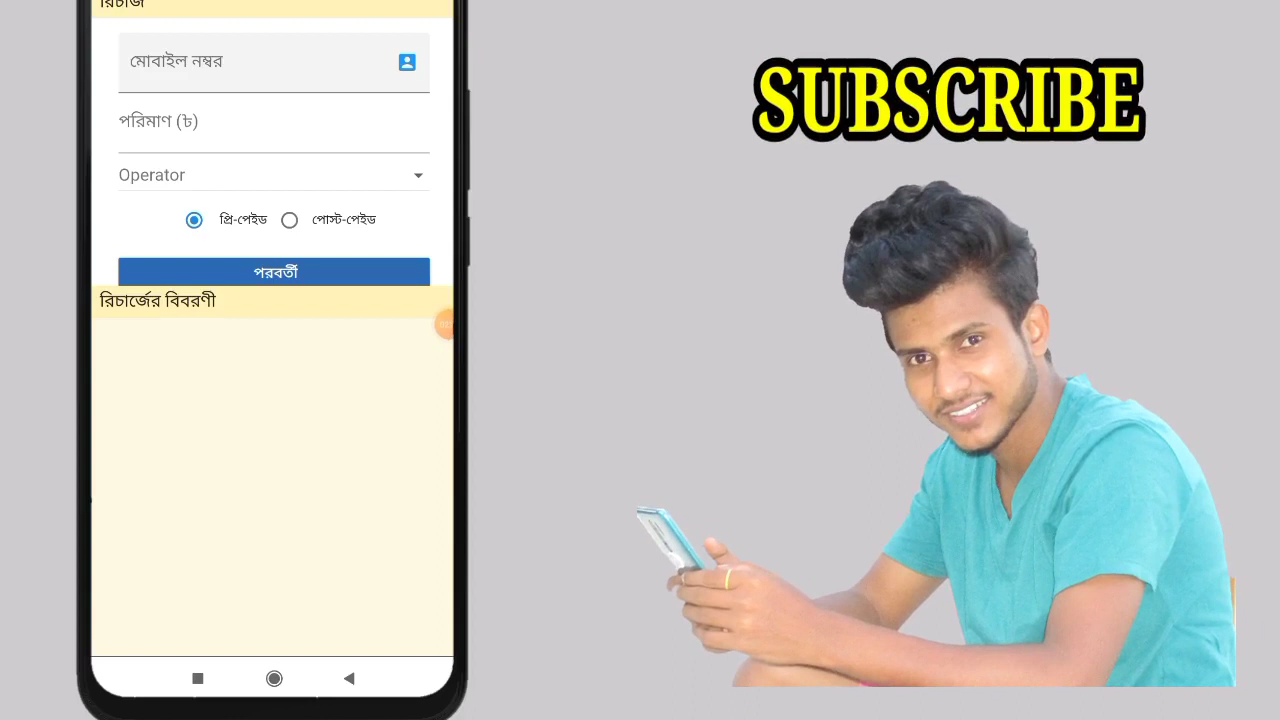 রিচার্জ
মোবাইল নম্বর
পরিমাণ (৳)
Operator
প্রি-পেইড পোস্ট-পেইড
পরবর্তী
রিচার্জের বিবরণী
SUBSCRIBE